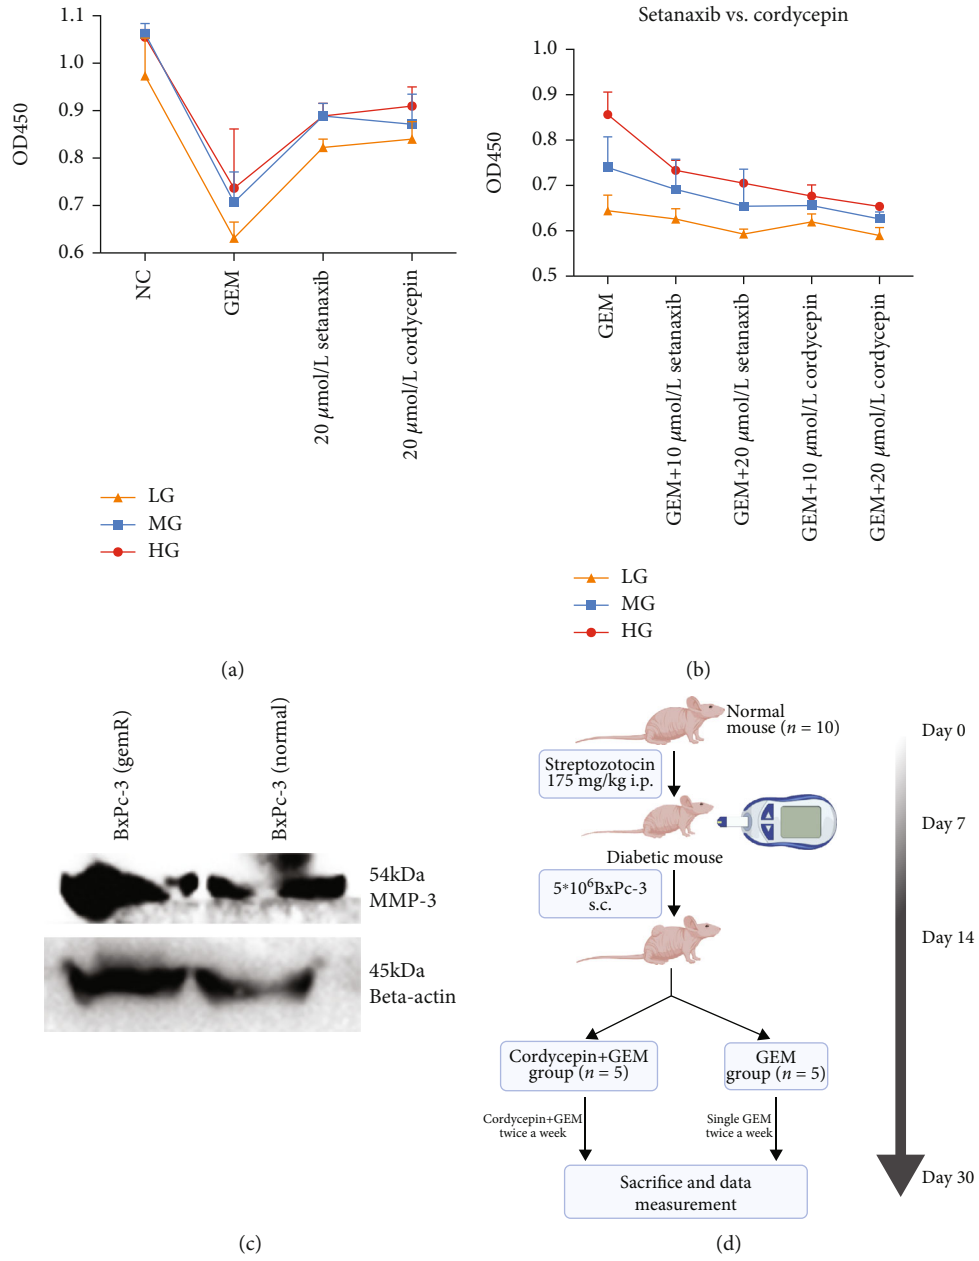 1.1
1.0
0.9
0.8
0.7
0.6
OD450
NC
GEM
20 μmol/L setanaxib
20 μmol/L cordycepin
LG
MG
HG
(a)
Setanaxib vs. cordycepin
1.0
0.9
0.8
0.7
0.6
0.5
OD450
GEM
GEM+10 μmol/L setanaxib
GEM+20 μmol/L setanaxib
GEM+10 μmol/L cordycepin
GEM+20 μmol/L cordycepin
LG
MG
HG
(b)
BxPc-3 (gemR)
BxPc-3 (normal)
54kDa
MMP-3
45kDa
Beta-actin
(c)
Normal
mouse (n = 10)
Day 0
Streptozotocin
175 mg/kg i.p.
Day 7
Diabetic mouse
5*10⁶BxPc-3
s.c.
Day 14
Cordycepin+GEM
group (n = 5)
GEM
group (n = 5)
Cordycepin+GEM
twice a week
Single GEM
twice a week
Sacrifice and data
measurement
Day 30
(d)